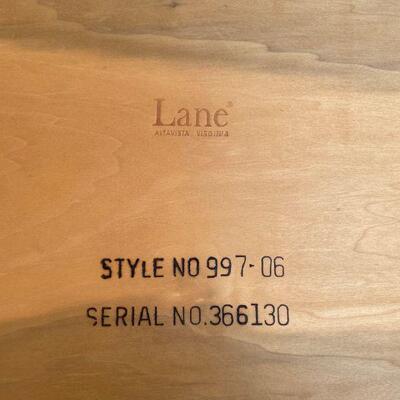 Lane®
ALTAVISTA, VIRGINIA
STYLE NO 997-06
SERIAL NO.366130